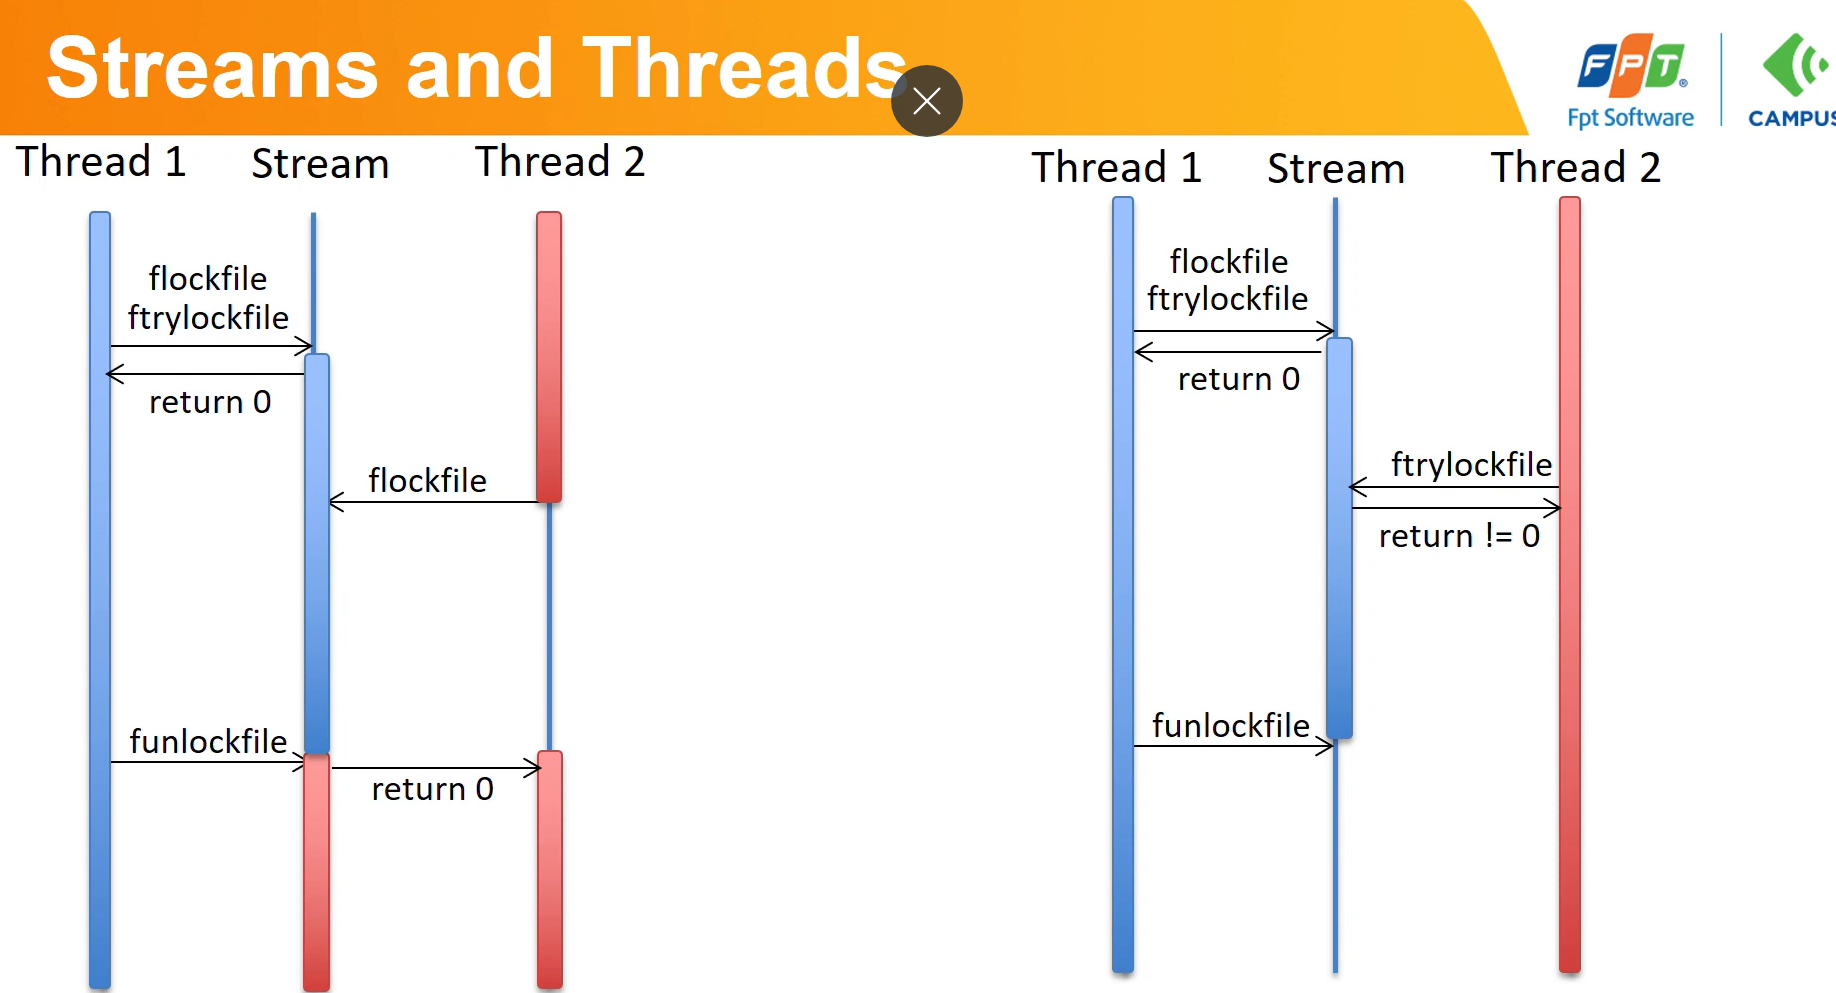 Streams and Threads
FPT®
Fpt Software
CAMPUS
Thread 1
Stream
Thread 2
flockfile
ftrylockfile
return 0
flockfile
funlockfile
return 0
Thread 1
Stream
Thread 2
flockfile
ftrylockfile
return 0
ftrylockfile
return != 0
funlockfile